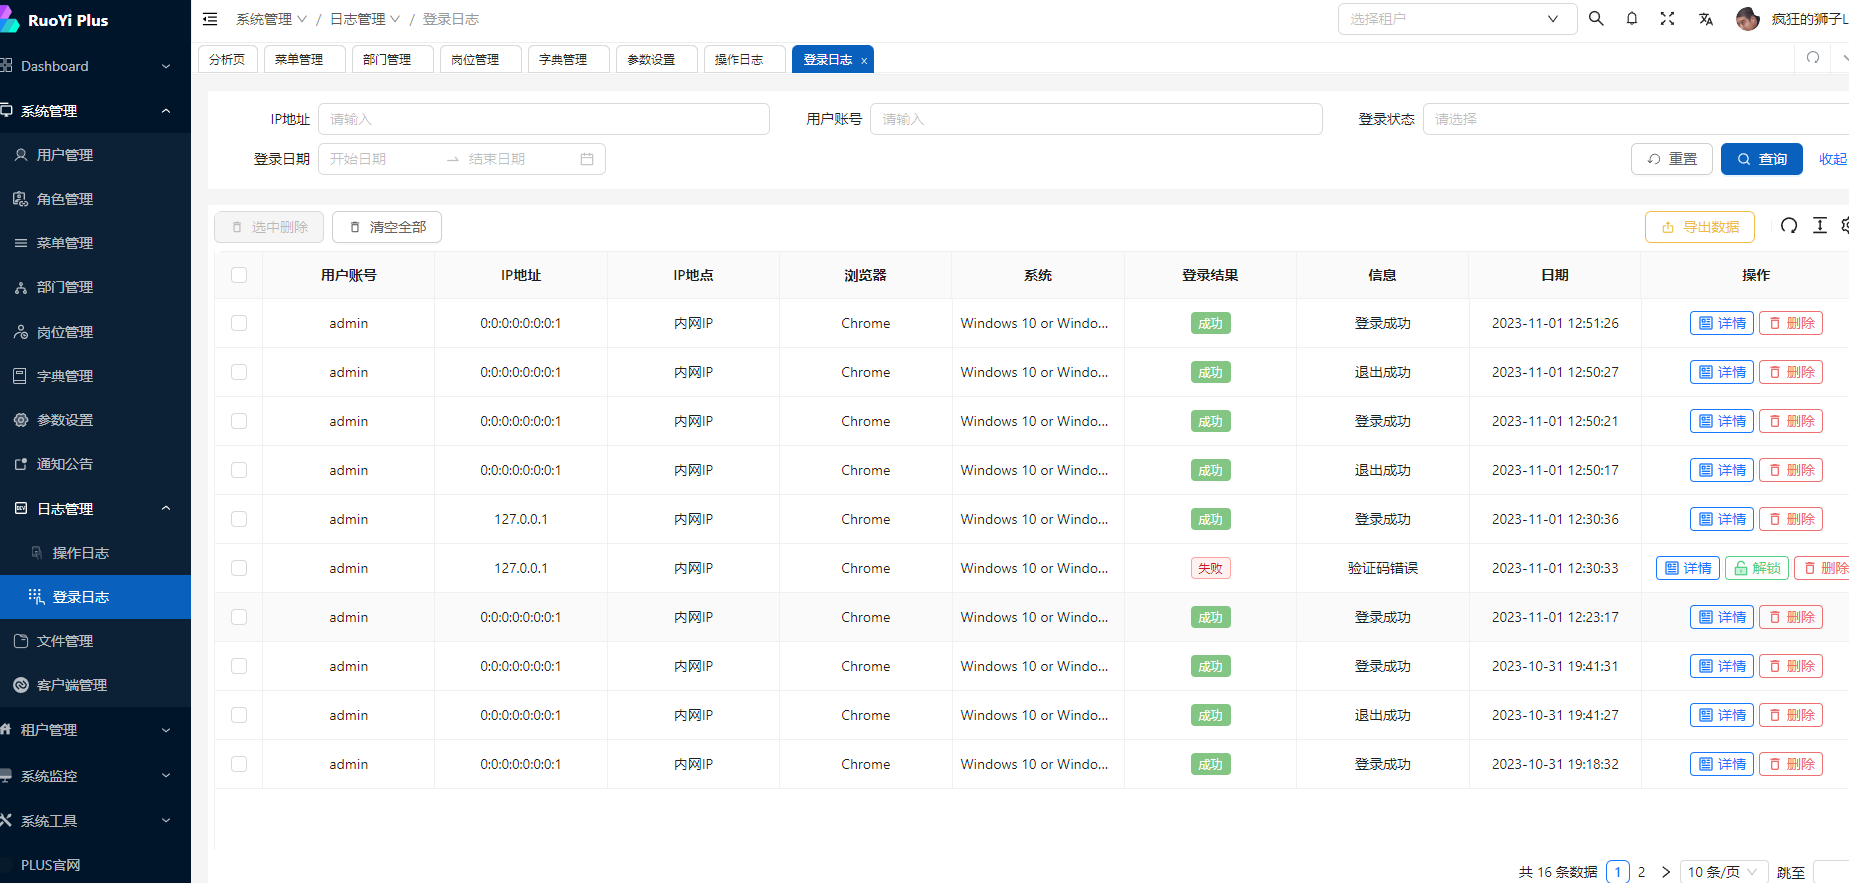 RuoYi Plus
Dashboard
系统管理
用户管理
角色管理
菜单管理
部门管理
岗位管理
字典管理
参数设置
通知公告
日志管理
操作日志
登录日志
文件管理
客户端管理
租户管理
系统监控
系统工具
PLUS官网
系统管理 / 日志管理 / 登录日志
选择租户
疯狂的狮子L
分析页 菜单管理 部门管理 岗位管理 字典管理 参数设置 操作日志 登录日志 x
IP地址 请输入 用户账号 请输入 登录状态 请选择
登录日期 开始日期 → 结束日期 重置 查询 收起
选中删除 清空全部 导出数据
用户账号 IP地址 IP地点 浏览器 系统 登录结果 信息 日期 操作
admin 0:0:0:0:0:0:0:1 内网IP Chrome Windows 10 or Windo... 成功 登录成功 2023-11-01 12:51:26 详情 删除
admin 0:0:0:0:0:0:0:1 内网IP Chrome Windows 10 or Windo... 成功 退出成功 2023-11-01 12:50:27 详情 删除
admin 0:0:0:0:0:0:0:1 内网IP Chrome Windows 10 or Windo... 成功 登录成功 2023-11-01 12:50:21 详情 删除
admin 0:0:0:0:0:0:0:1 内网IP Chrome Windows 10 or Windo... 成功 退出成功 2023-11-01 12:50:17 详情 删除
admin 127.0.0.1 内网IP Chrome Windows 10 or Windo... 成功 登录成功 2023-11-01 12:30:36 详情 删除
admin 127.0.0.1 内网IP Chrome Windows 10 or Windo... 失败 验证码错误 2023-11-01 12:30:33 详情 解锁 删除
admin 0:0:0:0:0:0:0:1 内网IP Chrome Windows 10 or Windo... 成功 登录成功 2023-11-01 12:23:17 详情 删除
admin 0:0:0:0:0:0:0:1 内网IP Chrome Windows 10 or Windo... 成功 登录成功 2023-10-31 19:41:31 详情 删除
admin 0:0:0:0:0:0:0:1 内网IP Chrome Windows 10 or Windo... 成功 退出成功 2023-10-31 19:41:27 详情 删除
admin 0:0:0:0:0:0:0:1 内网IP Chrome Windows 10 or Windo... 成功 登录成功 2023-10-31 19:18:32 详情 删除
共 16 条数据 1 2 > 10 条/页 跳至